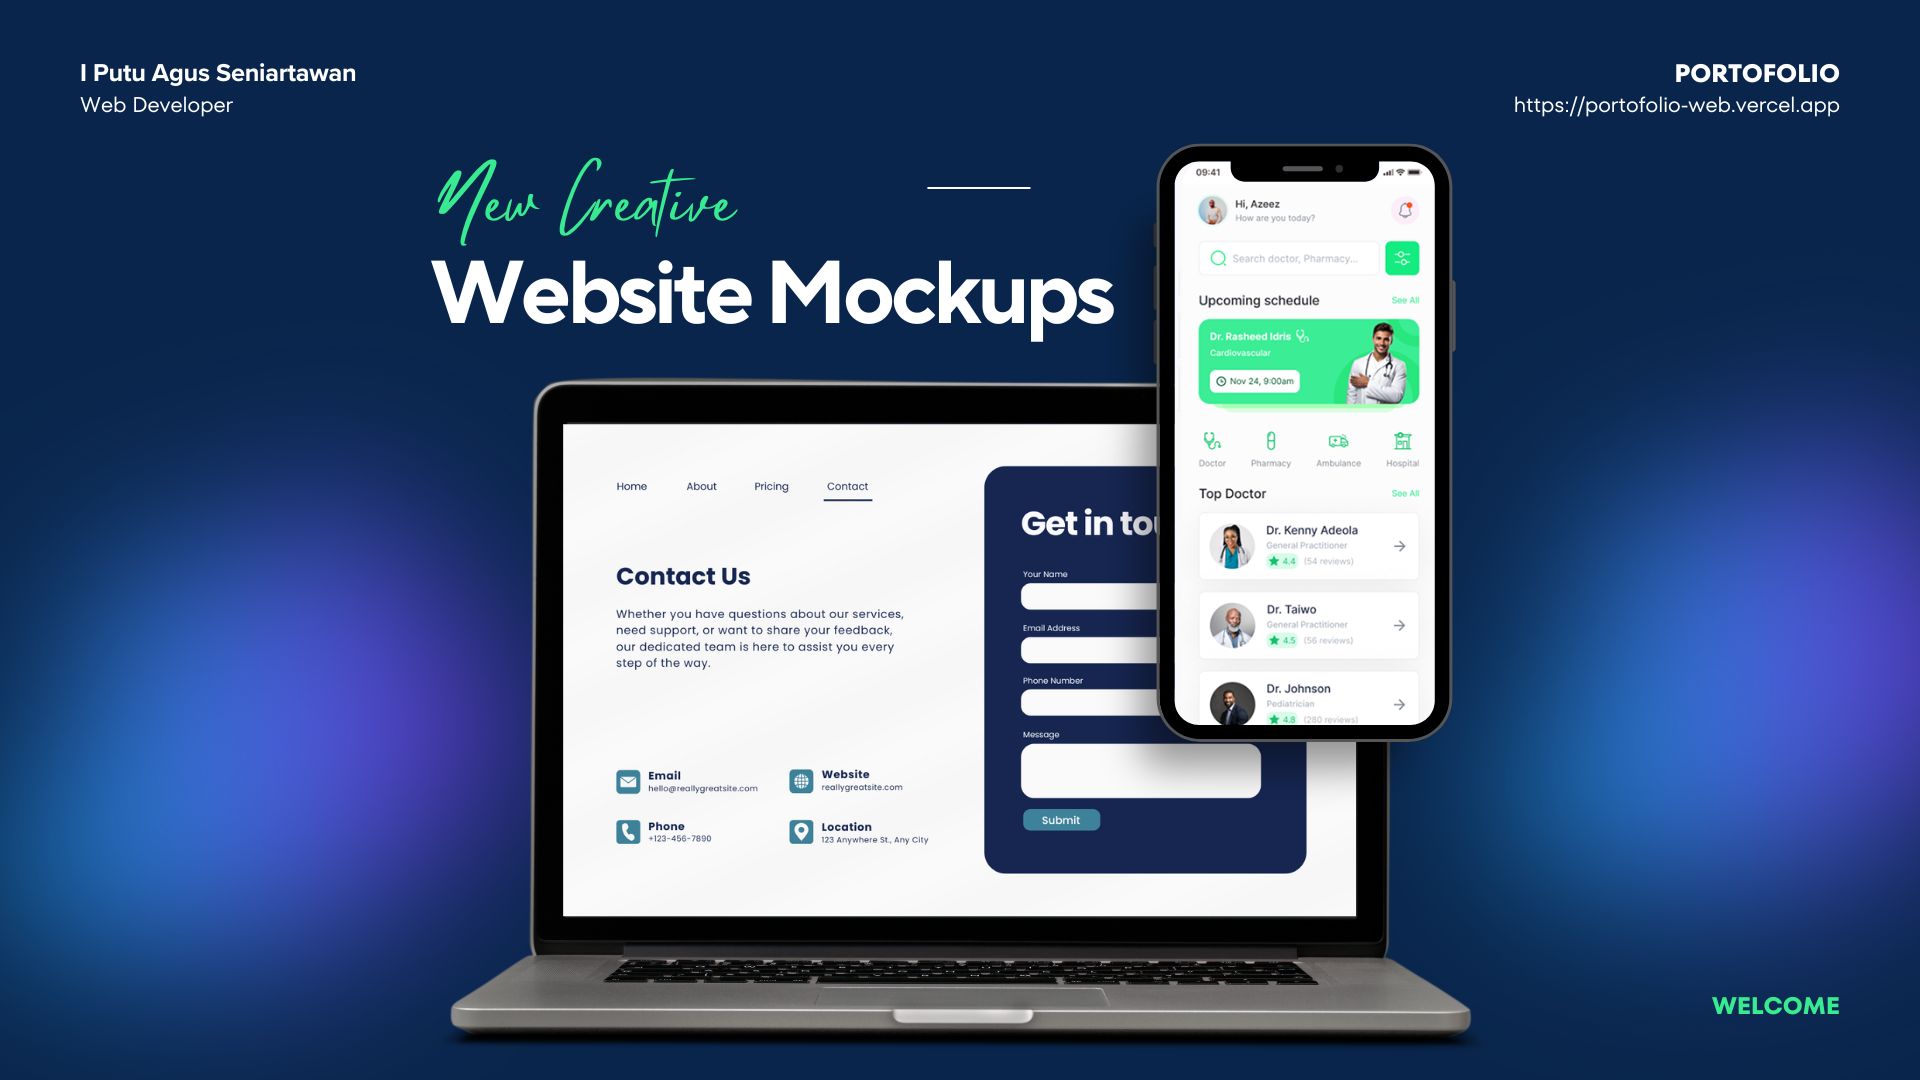 I Putu Agus Seniartawan
Web Developer
PORTOFOLIO
https://portofolio-web.vercel.app
New Creative
Website Mockups
Home About Pricing Contact
Contact Us
Whether you have questions about our services,
need support, or want to share your feedback,
our dedicated team is here to assist you every
step of the way.
Email
hello@reallygreatsite.com
Website
reallygreatsite.com
Phone
+123-456-7890
Location
123 Anywhere St., Any City
Get in
Your Name
Email Address
Phone Number
Message
Submit
09:41
Hi, Azeez
How are you today?
Search doctor, Pharmacy...
Upcoming schedule See All
Dr. Rasheed Idris
Cardiovascular
Nov 24, 9:00am
Doctor Pharmacy Ambulance Hospital
Top Doctor See All
Dr. Kenny Adeola
General Practitioner
4.4 (54 reviews)
Dr. Taiwo
General Practitioner
4.5 (56 reviews)
Dr. Johnson
Pediatrician
4.8 (280 reviews)
WELCOME